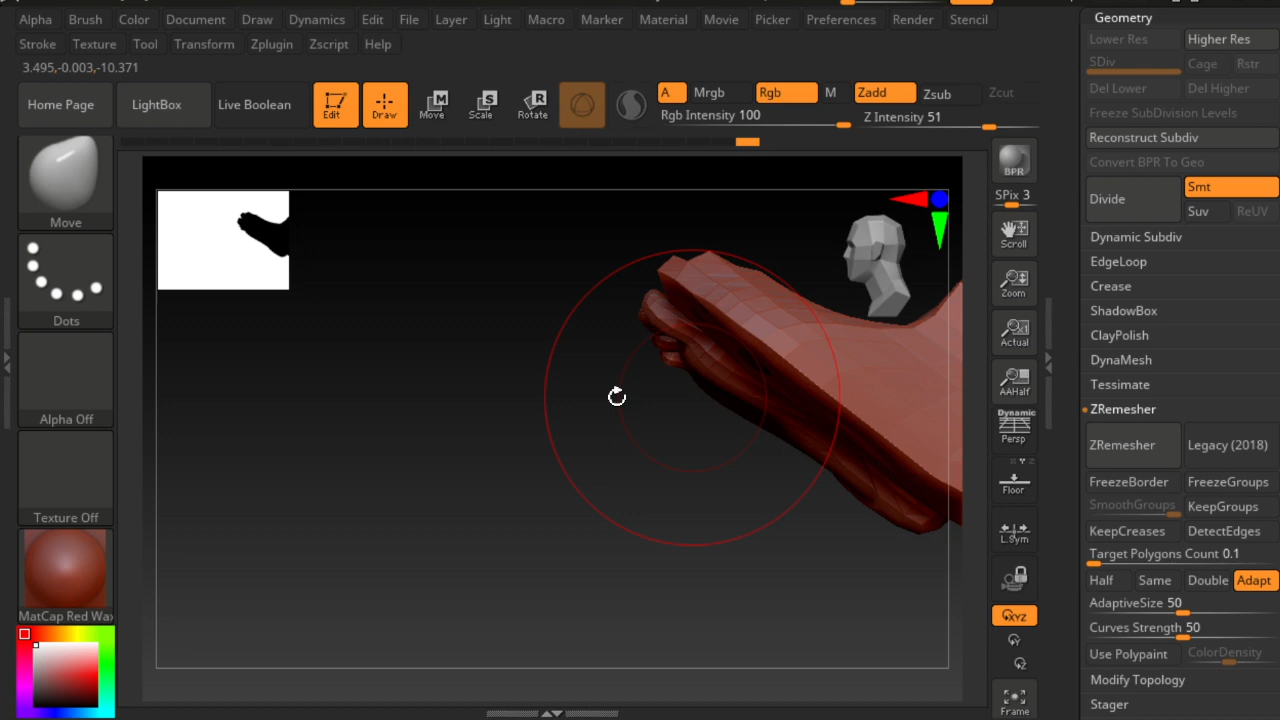 Alpha Brush Color Document Draw Dynamics Edit File Layer Light Macro Marker Material Movie Picker Preferences Render Stencil
Stroke Texture Tool Transform Zplugin Zscript Help
3.495,-0.003,-10.371
Home Page LightBox Live Boolean Edit Draw Move Scale Rotate A Mrgb Rgb M Zadd Zsub Zcut
Rgb Intensity 100 Z Intensity 51
Move
Dots
Alpha Off
Texture Off
MatCap Red Wax
BPR
SPix 3
Scroll
Zoom
Actual
AAHalf
Dynamic
Persp
Floor
L.Sym
XYZ
Frame
Geometry
Lower Res Higher Res
SDiv Cage Rstr
Del Lower Del Higher
Freeze SubDivision Levels
Reconstruct Subdiv
Convert BPR To Geo
Divide Smt
Suv ReUV
Dynamic Subdiv
EdgeLoop
Crease
ShadowBox
ClayPolish
DynaMesh
Tessimate
ZRemesher
ZRemesher Legacy (2018)
FreezeBorder FreezeGroups
SmoothGroups KeepGroups
KeepCreases DetectEdges
Target Polygons Count 0.1
Half Same Double Adapt
AdaptiveSize 50
Curves Strength 50
Use Polypaint ColorDensity
Modify Topology
Stager